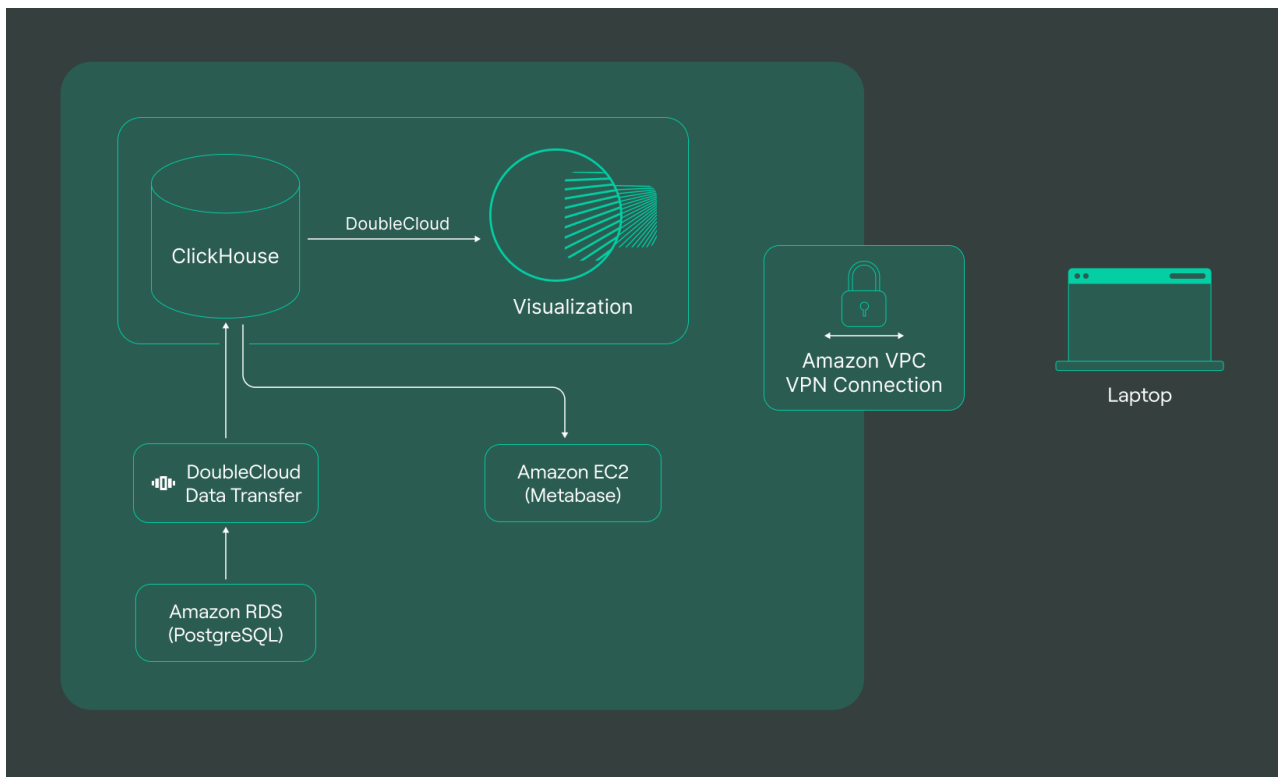 DoubleCloud
ClickHouse
Visualization
Amazon VPC
VPN Connection
Laptop
DoubleCloud
Data Transfer
Amazon EC2
(Metabase)
Amazon RDS
(PostgreSQL)